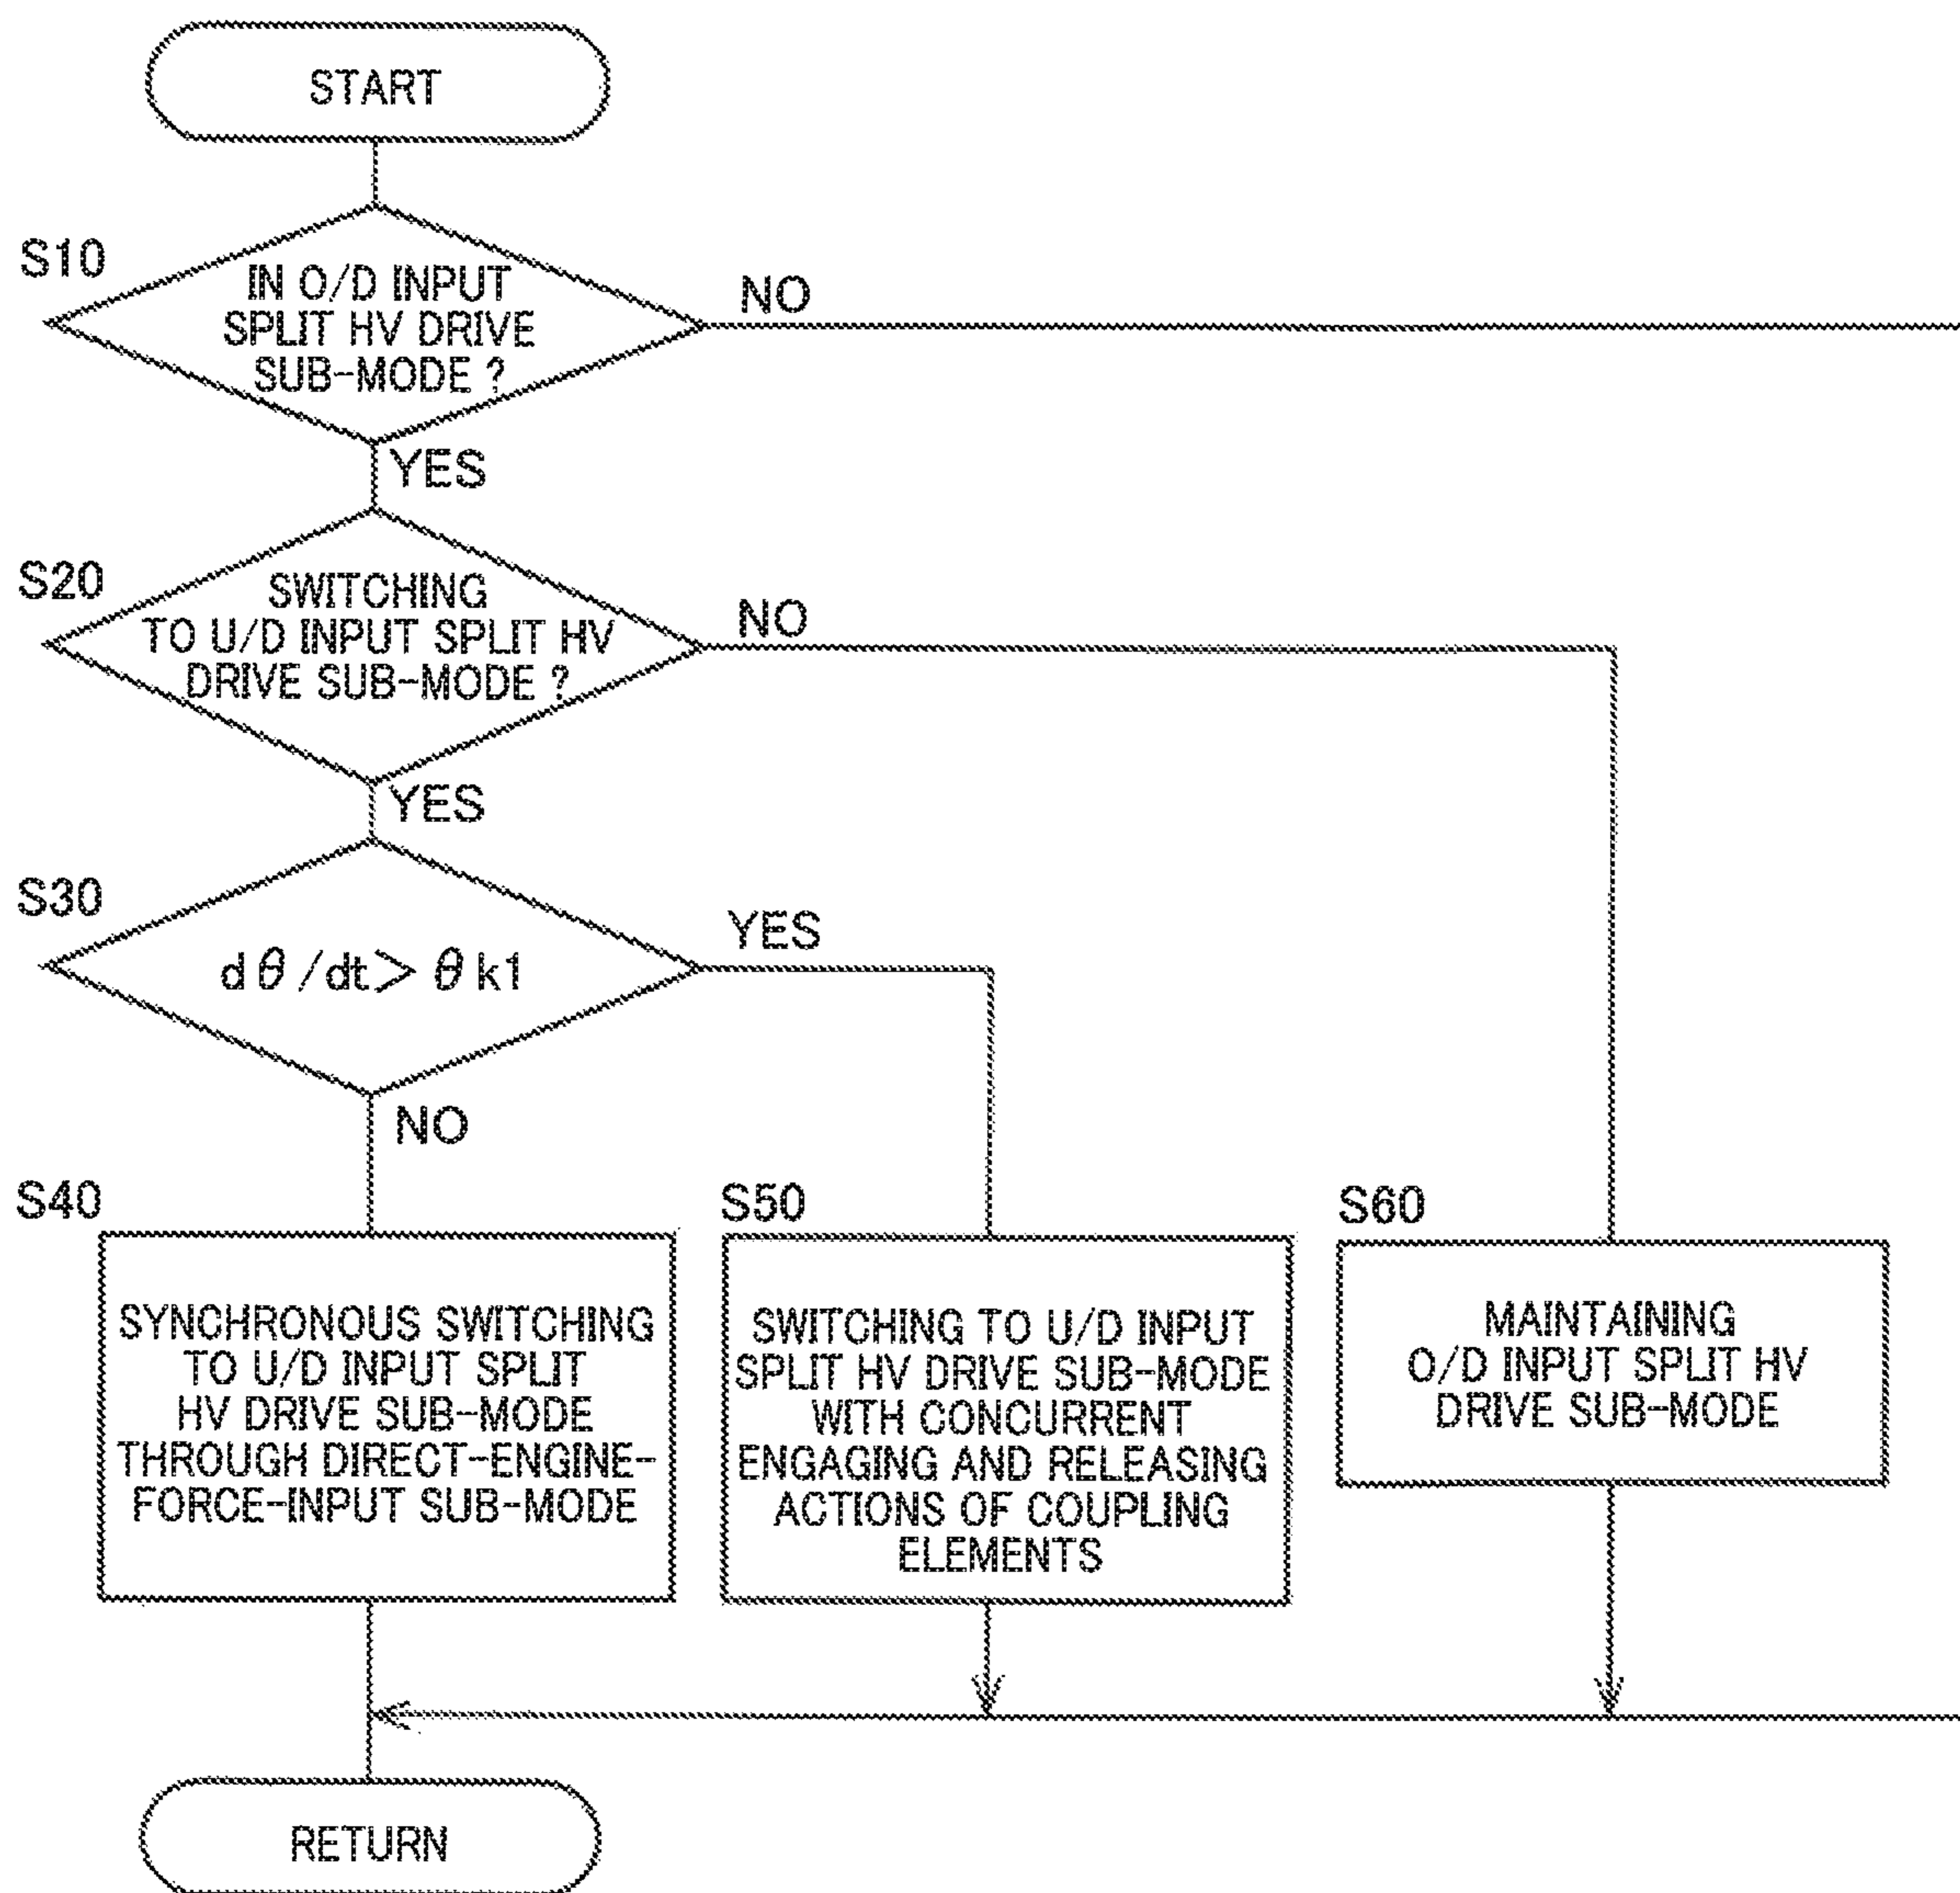 START
S10
IN O/D INPUT
SPLIT HV DRIVE
SUB-MODE ?
NO
YES
S20
SWITCHING
TO U/D INPUT SPLIT HV
DRIVE SUB-MODE ?
NO
YES
S30
dθ/dt> θk1
YES
NO
S40
SYNCHRONOUS SWITCHING
TO U/D INPUT SPLIT
HV DRIVE SUB-MODE
THROUGH DIRECT-ENGINE-
FORCE-INPUT SUB-MODE
S50
SWITCHING TO U/D INPUT
SPLIT HV DRIVE SUB-MODE
WITH CONCURRENT
ENGAGING AND RELEASING
ACTIONS OF COUPLING
ELEMENTS
S60
MAINTAINING
O/D INPUT SPLIT HV
DRIVE SUB-MODE
RETURN